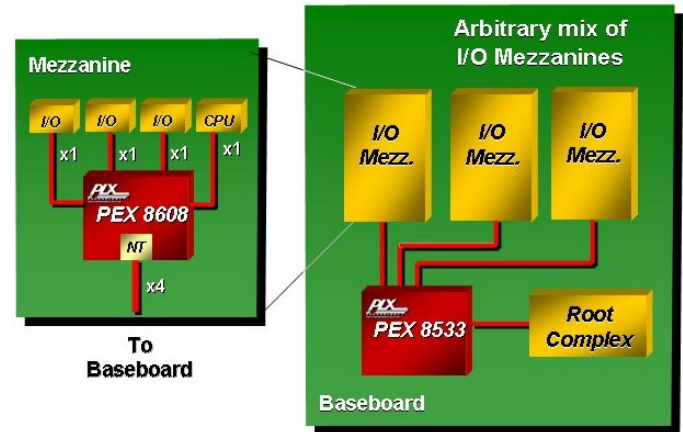 Mezzanine
I/O
I/O
I/O
CPU
x1
x1
x1
x1
PLX
PEX 8608
NT
x4
To
Baseboard
Arbitrary mix of
I/O Mezzanines
I/O
Mezz.
I/O
Mezz.
I/O
Mezz.
PLX
PEX 8533
Root
Complex
Baseboard